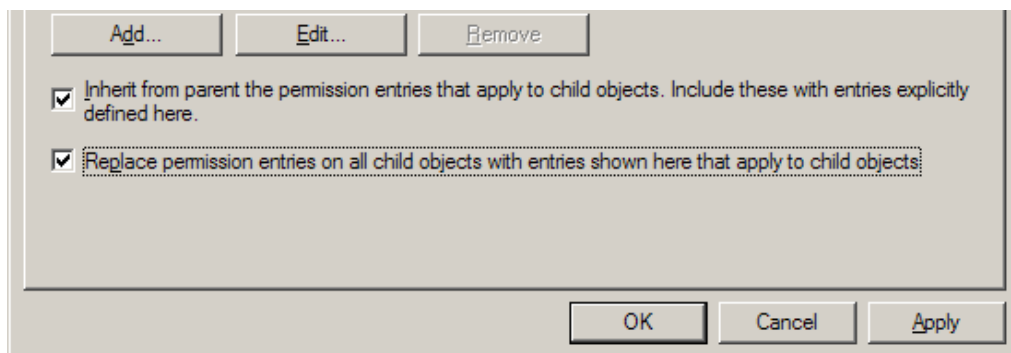 Add... Edit... Remove
Inherit from parent the permission entries that apply to child objects. Include these with entries explicitly
defined here.
Replace permission entries on all child objects with entries shown here that apply to child objects
OK Cancel Apply